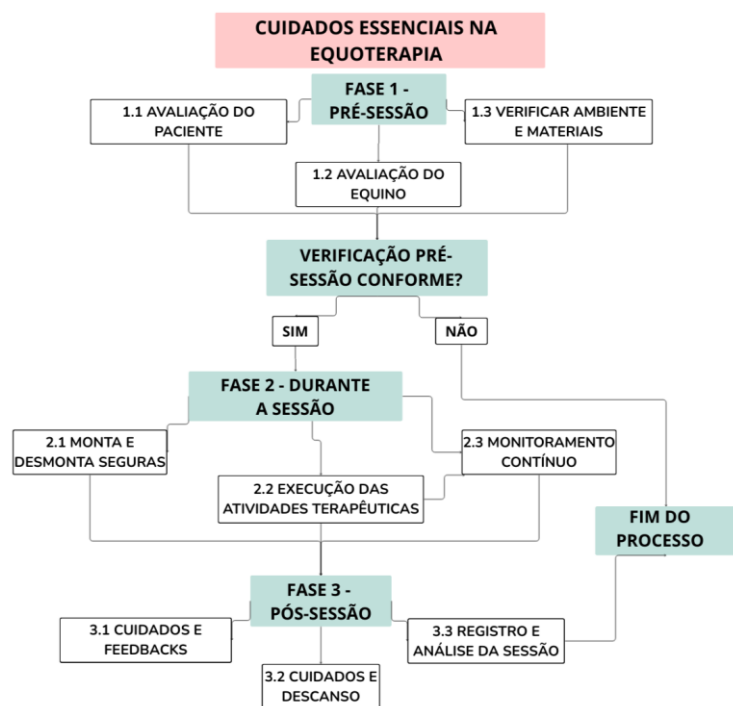 CUIDADOS ESSENCIAIS NA
EQUOTERAPIA
FASE 1 -
PRÉ-SESSÃO
1.1 AVALIAÇÃO DO
PACIENTE
1.3 VERIFICAR AMBIENTE
E MATERIAIS
1.2 AVALIAÇÃO DO
EQUINO
VERIFICAÇÃO PRÉ-
SESSÃO CONFORME?
SIM
NÃO
FASE 2 - DURANTE
A SESSÃO
2.1 MONTA E
DESMONTA SEGURAS
2.3 MONITORAMENTO
CONTÍNUO
2.2 EXECUÇÃO DAS
ATIVIDADES TERAPÊUTICAS
FIM DO
PROCESSO
FASE 3 -
PÓS-SESSÃO
3.1 CUIDADOS E
FEEDBACKS
3.3 REGISTRO E
ANÁLISE DA SESSÃO
3.2 CUIDADOS E
DESCANSO